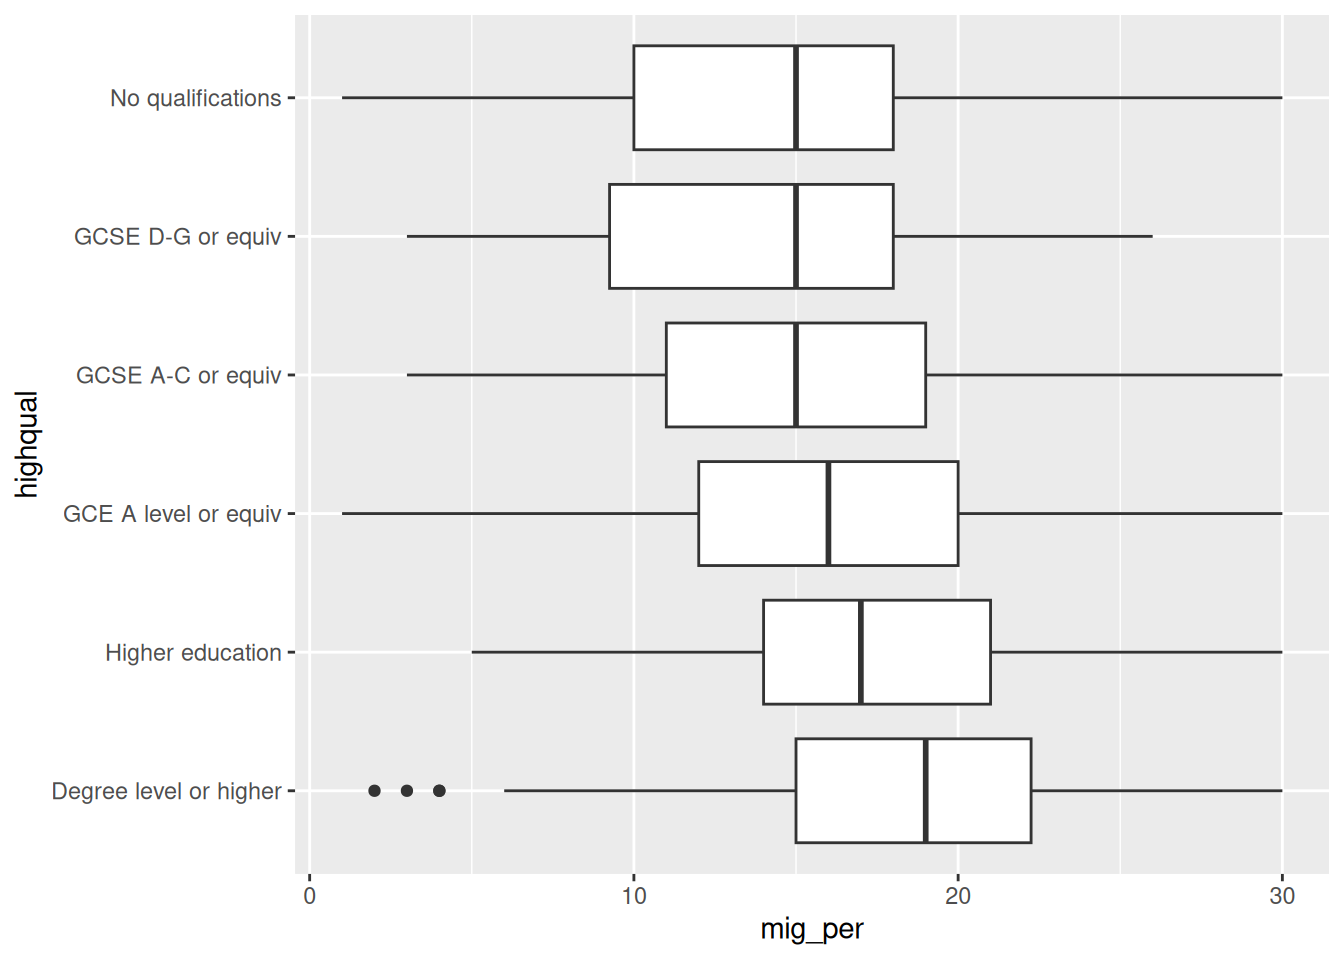 No qualifications
GCSE D-G or equiv
GCSE A-C or equiv
GCE A level or equiv
Higher education
Degree level or higher
highqual
0 10 20 30
mig_per